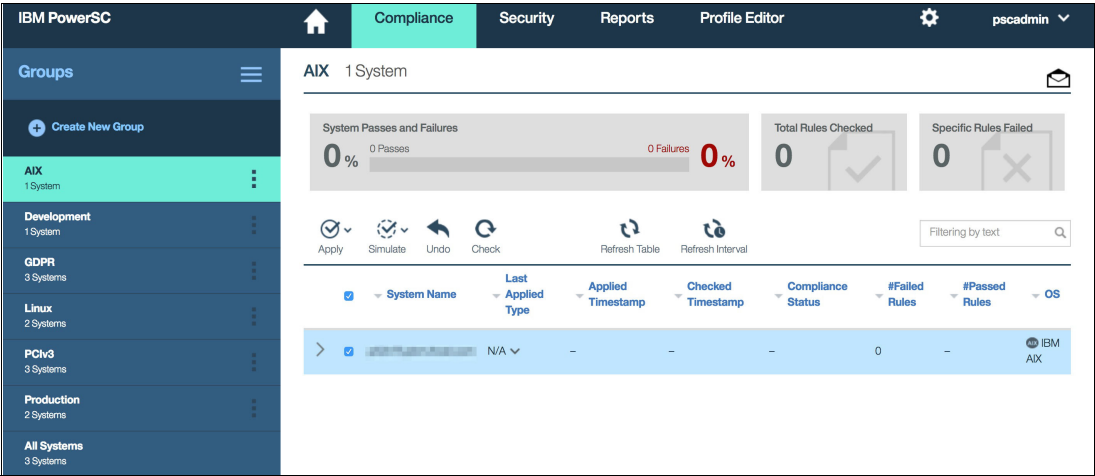 IBM PowerSC
Compliance
Security
Reports
Profile Editor
pscadmin
Groups
Create New Group
AIX
1 System
Development
1 System
GDPR
3 Systems
Linux
2 Systems
PCIv3
3 Systems
Production
2 Systems
All Systems
3 Systems
AIX 1 System
System Passes and Failures
0 % 0 Passes 0 Failures 0 %
Total Rules Checked
0
Specific Rules Failed
0
Apply Simulate Undo Check Refresh Table Refresh Interval
Filtering by text
System Name
Last
Applied
Type
Applied
Timestamp
Checked
Timestamp
Compliance
Status
#Failed
Rules
#Passed
Rules
OS
N/A – – – 0 – AIX IBM
AIX